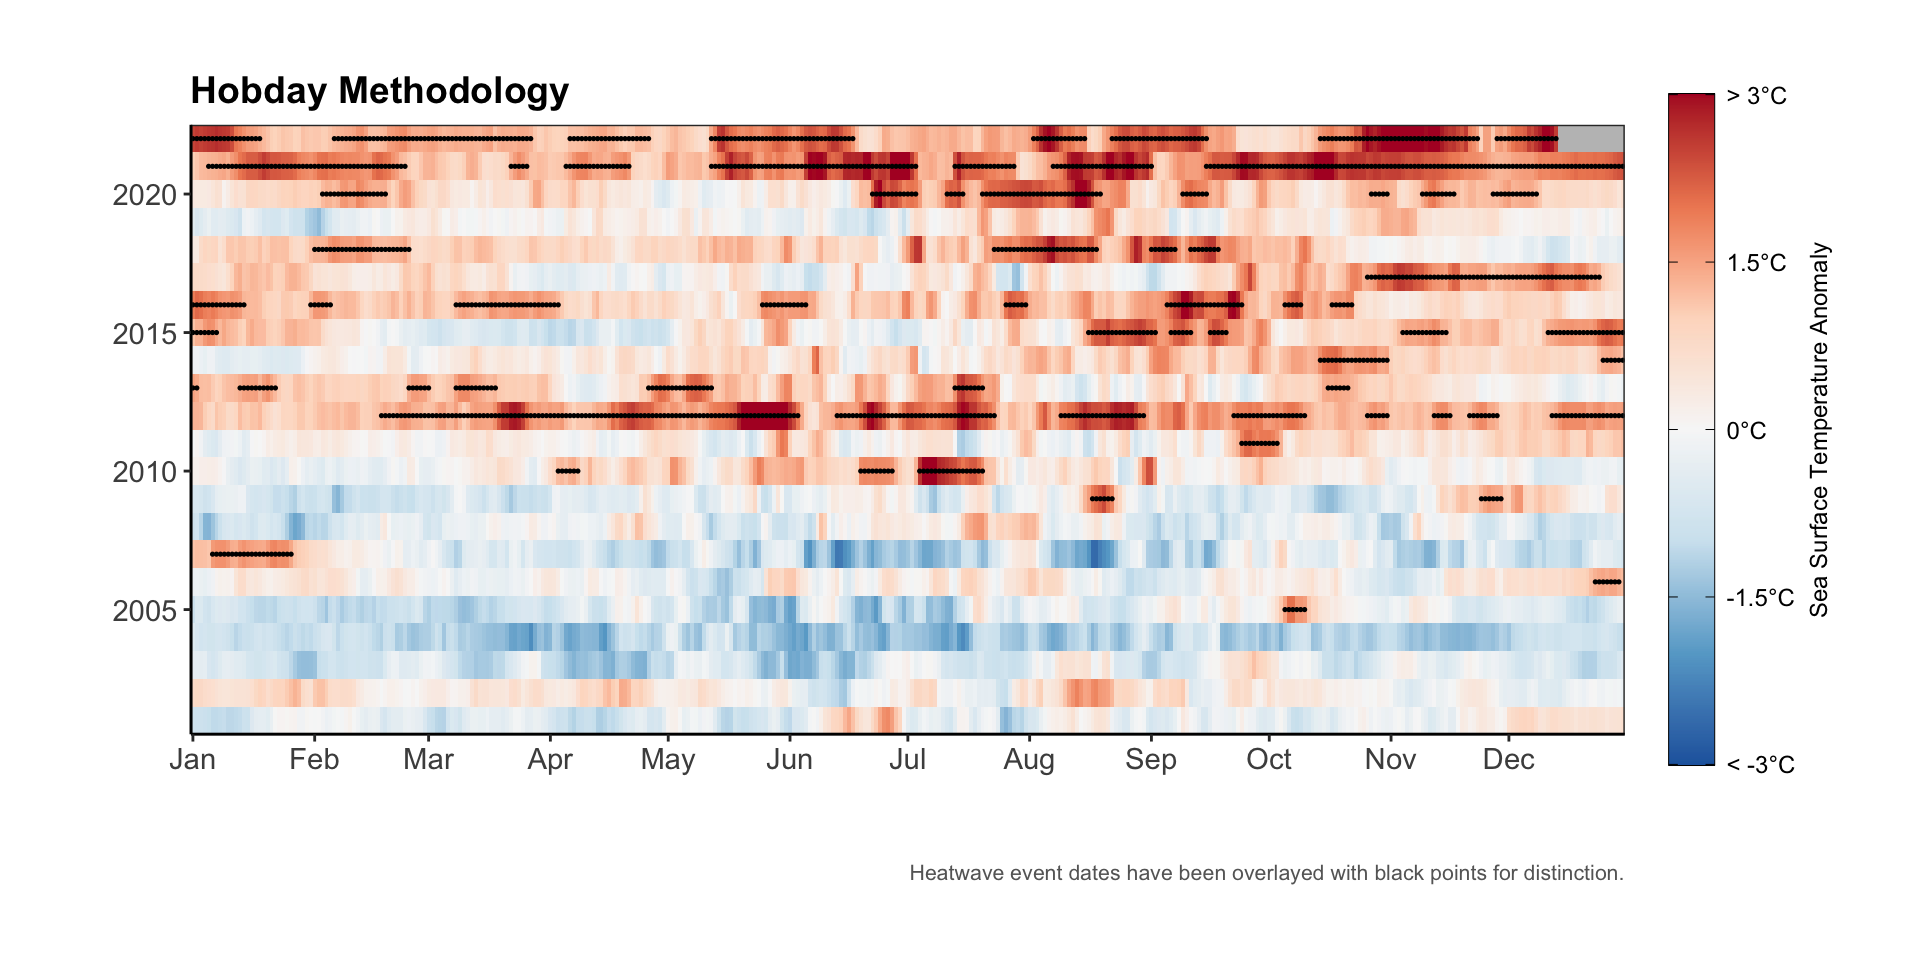 Hobday Methodology
> 3°C
1.5°C
0°C
-1.5°C
< -3°C
Sea Surface Temperature Anomaly
2020
2015
2010
2005
Jan Feb Mar Apr May Jun Jul Aug Sep Oct Nov Dec
Heatwave event dates have been overlayed with black points for distinction.